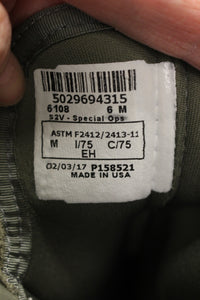 5029694315
6108 6 M
S2V - Special Ops
ASTM F2412/2413-11
M I/75 C/75
EH
02/03/17 P158521
MADE IN USA